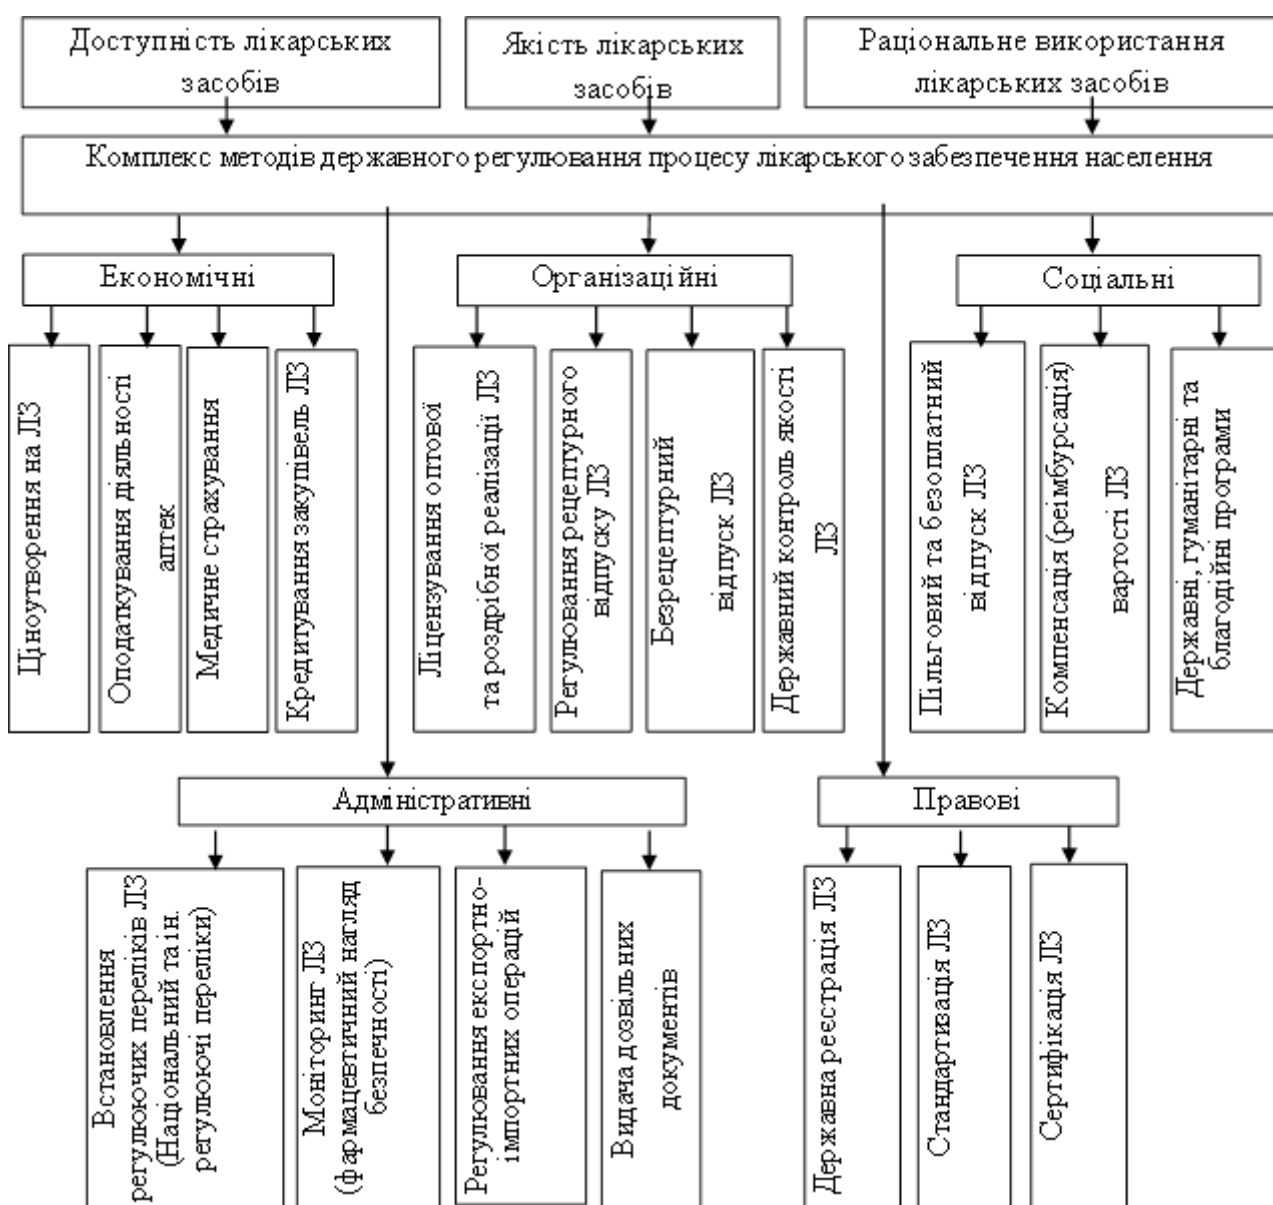 Доступність лікарських
засобів
Якість лікарських
засобів
Раціональне використання
лікарських засобів
Комплекс методів державного регулювання процесу лікарського забезпечення населення
Економічні
Організаційні
Соціальні
Ціноутворення на ЛЗ
Оподаткування діяльності
аптек
Медичне страхування
Кредитування закупівель ЛЗ
Ліцензування оптової
та роздрібної реалізації ЛЗ
Регулювання рецептурного
відпуску ЛЗ
Безрецептурний
відпуск ЛЗ
Державний контроль якості
ЛЗ
Пільговий та безоплатний
відпуск ЛЗ
Компенсація (реімбурсація)
вартості ЛЗ
Державні, гуманітарні та
благодійні програми
Адміністративні
Правові
Встановлення
регулюючих переліків ЛЗ
(Національний та ін.
регулюючі переліки)
Моніторинг ЛЗ
(фармацевтичний нагляд
безпечності)
Регулювання експортно-
імпортних операцій
Видача дозвільних
документів
Державна реєстрація ЛЗ
Стандартизація ЛЗ
Сертифікація ЛЗ